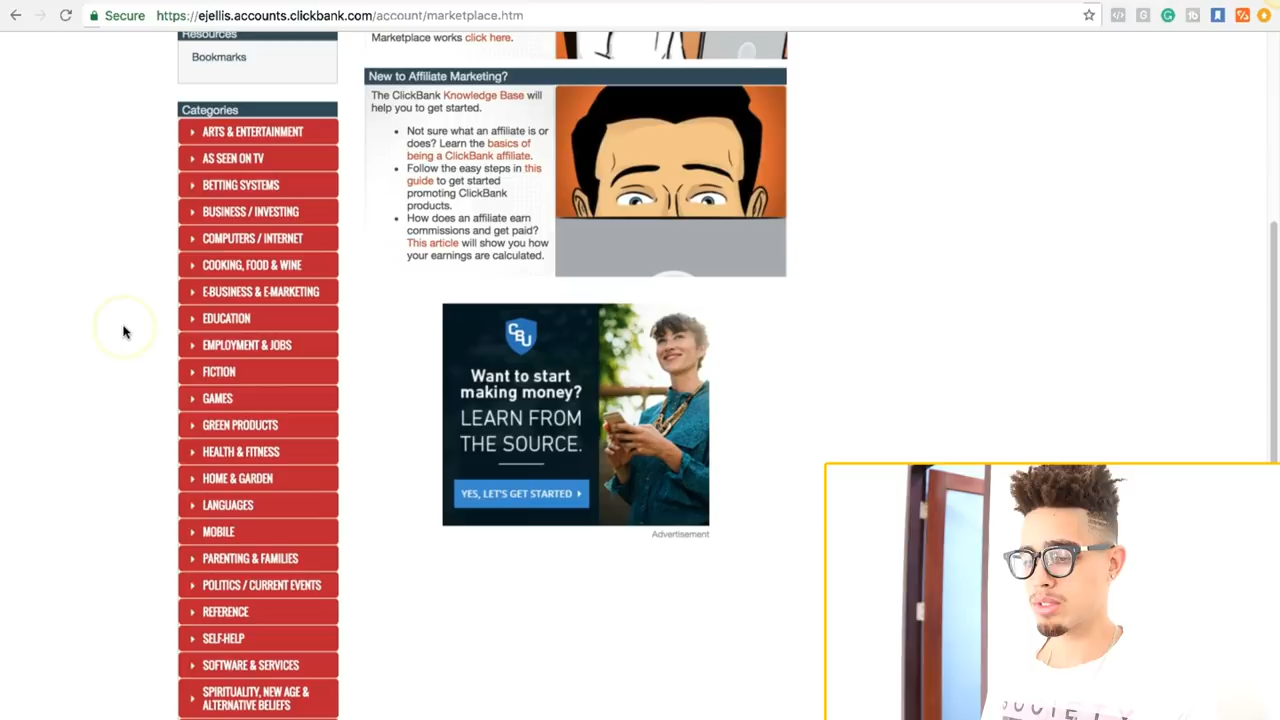 Secure
https://ejellis.accounts.clickbank.com/account/marketplace.htm
Resources
Bookmarks
Categories
ARTS & ENTERTAINMENT
AS SEEN ON TV
BETTING SYSTEMS
BUSINESS / INVESTING
COMPUTERS / INTERNET
COOKING, FOOD & WINE
E-BUSINESS & E-MARKETING
EDUCATION
EMPLOYMENT & JOBS
FICTION
GAMES
GREEN PRODUCTS
HEALTH & FITNESS
HOME & GARDEN
LANGUAGES
MOBILE
PARENTING & FAMILIES
POLITICS / CURRENT EVENTS
REFERENCE
SELF-HELP
SOFTWARE & SERVICES
SPIRITUALITY, NEW AGE &
ALTERNATIVE BELIEFS
Marketplace works click here.
New to Affiliate Marketing?
The ClickBank Knowledge Base will
help you to get started.
• Not sure what an affiliate is or
does? Learn the basics of
being a ClickBank affiliate.
• Follow the easy steps in this
guide to get started
promoting ClickBank
products.
• How does an affiliate earn
commissions and get paid?
This article will show you how
your earnings are calculated.
CBU
Want to start
making money?
LEARN FROM
THE SOURCE.
YES, LET'S GET STARTED
Advertisement
SOCIETY